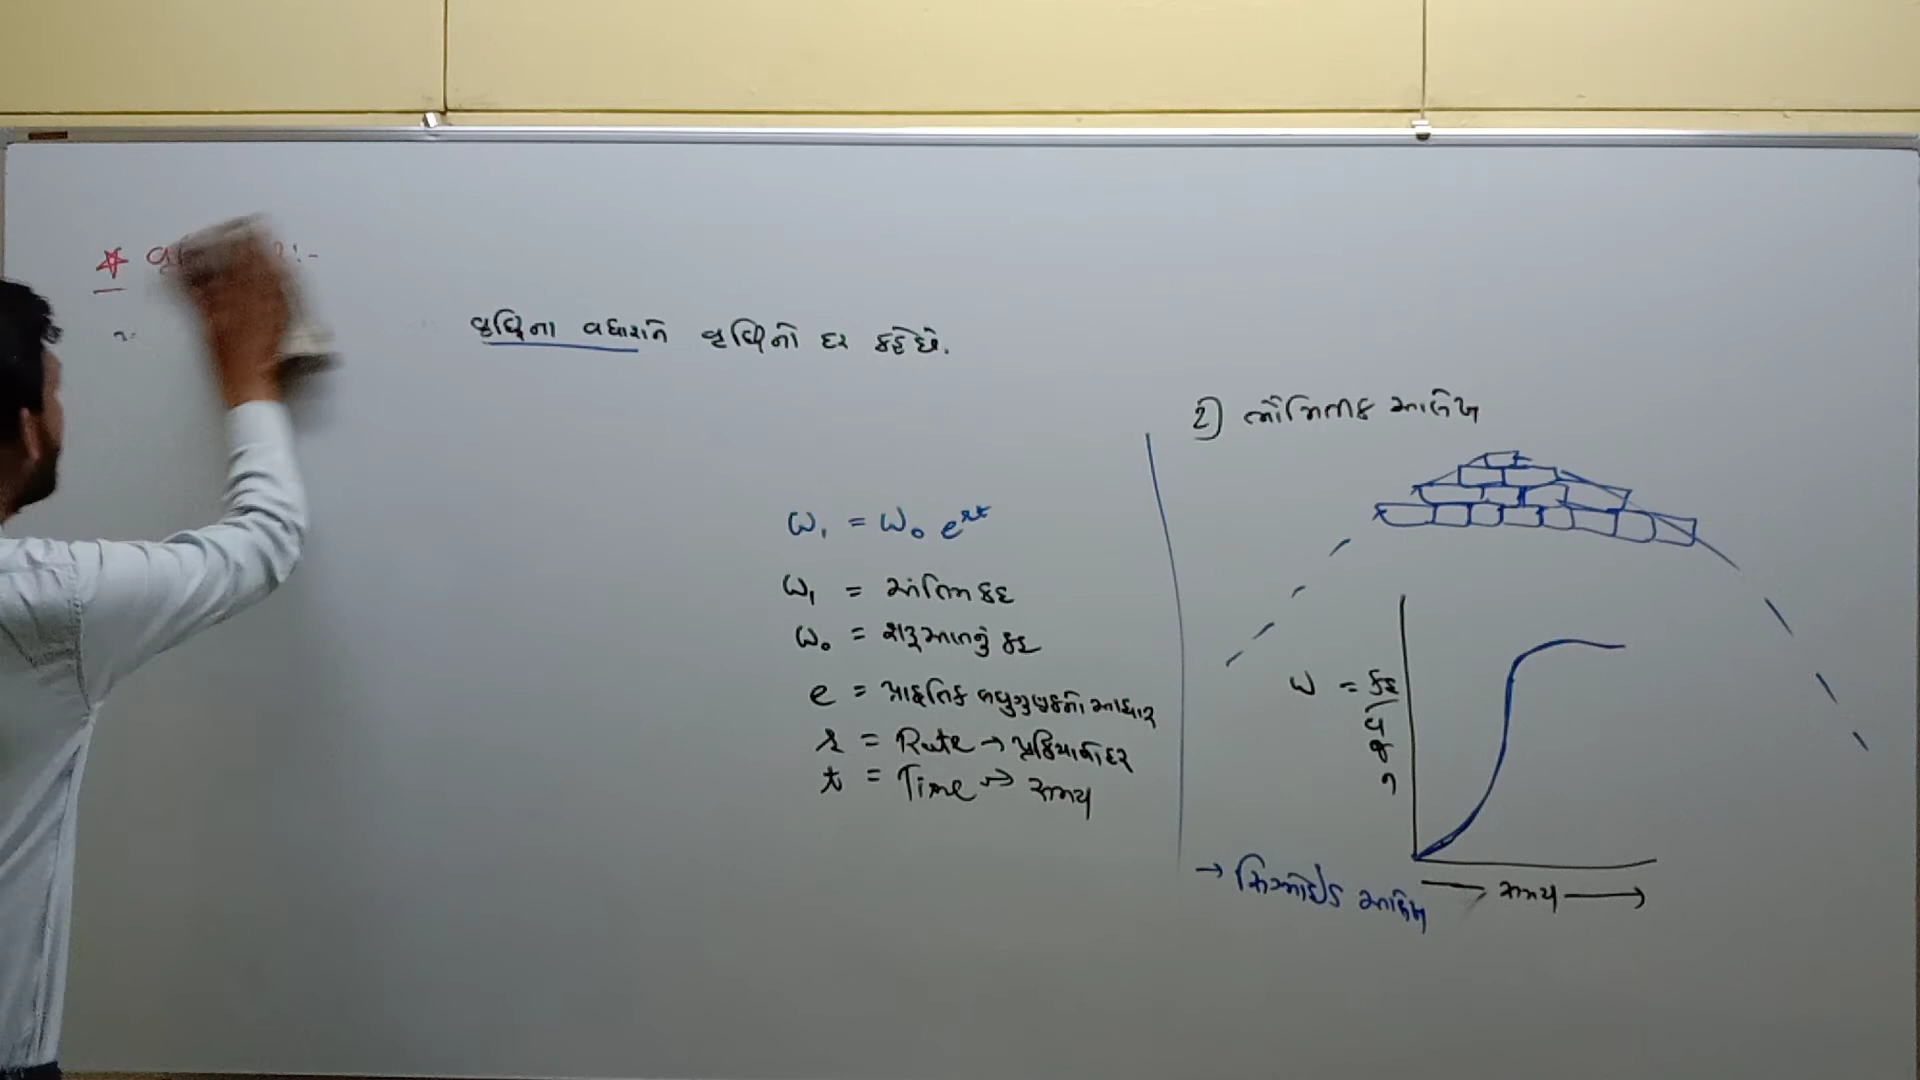 વૃદ્ધિના વધારાને વૃદ્ધિનો દર કહે છે.
W₁ = W₀ e^rt
W₁ = અંતિમ કદ
W₀ = શરૂઆતનું કદ
e = પ્રાકૃતિક લઘુગુણકનો આધાર
r = Rate → પ્રક્રિયાનો દર
t = Time → સમય
2) ભૌમિતીક આલેખ
W = કદ
વજન
→ સમય →
→ સિગ્મોઇડ આલેખ